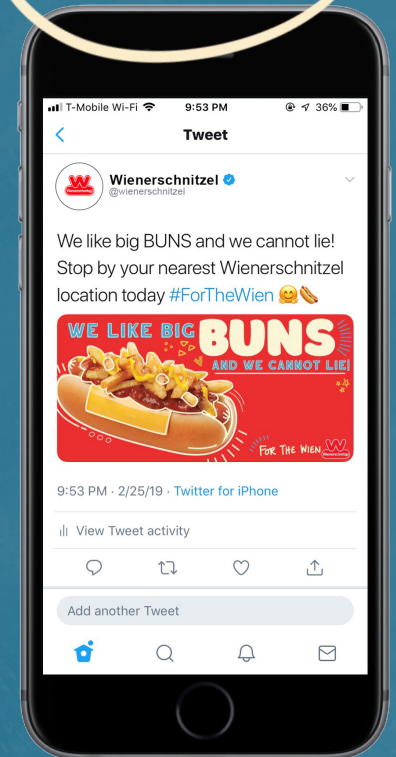 T-Mobile Wi-Fi 9:53 PM 36%
Tweet
Wienerschnitzel
@wienerschnitzel
We like big BUNS and we cannot lie!
Stop by your nearest Wienerschnitzel
location today #ForTheWien 🤗🌭
WE LIKE BIG BUNS
AND WE CANNOT LIE!
FOR THE WIEN
9:53 PM · 2/25/19 · Twitter for iPhone
View Tweet activity
Add another Tweet